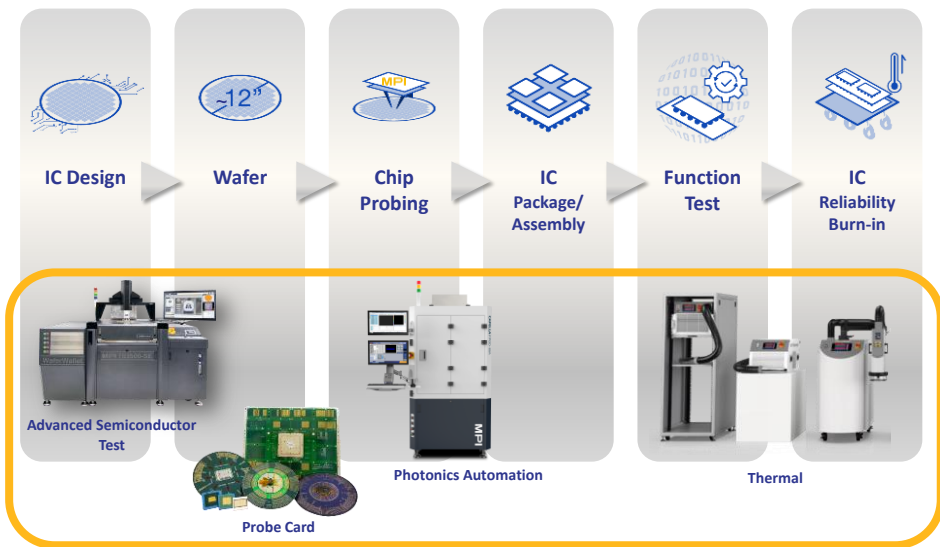 ~12”
MPI
010100
IC Design
Wafer
Chip
Probing
IC
Package/
Assembly
Function
Test
IC
Reliability
Burn-in
Advanced Semiconductor
Test
Probe Card
MPI
Photonics Automation
Thermal